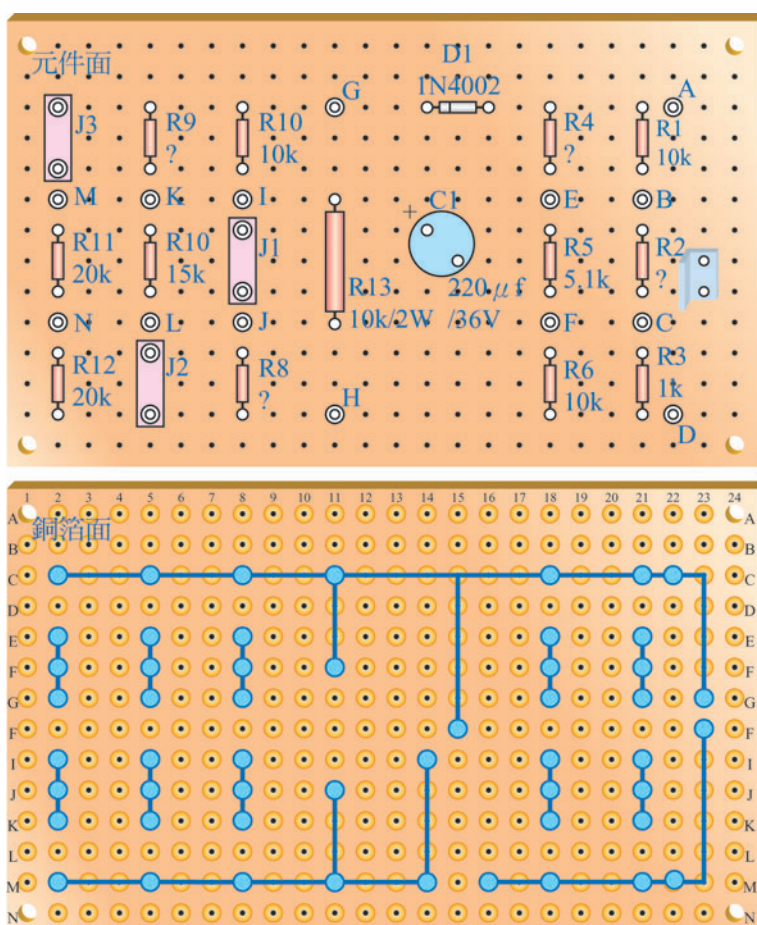 元件面
D1
1N4002
G
A
J3
R9
?
R10
10k
R4
?
R1
10k
M
K
I
C1
+
E
B
R11
20k
R10
15k
J1
R13
10k/2W
220μf
/36V
R5
5.1k
R2
?
N
L
J
F
C
R12
20k
J2
R8
?
H
R6
10k
R3
1k
D
1 2 3 4 5 6 7 8 9 10 11 12 13 14 15 16 17 18 19 20 21 22 23 24
銅箔面
A A
B B
C C
D D
E E
F F
G G
F F
I I
J J
K K
L L
M M
N N